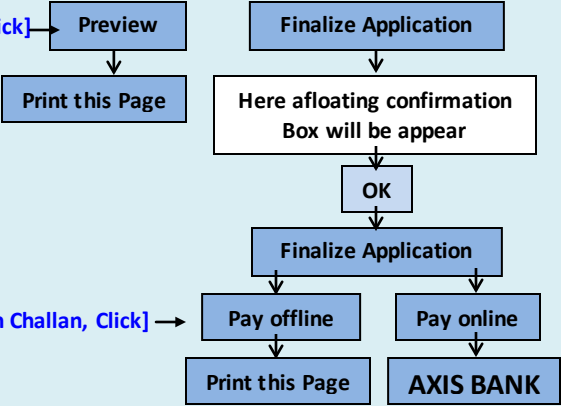 ick]
Preview
Finalize Application
Print this Page
Here afloating confirmation
Box will be appear
OK
Finalize Application
n Challan, Click]
Pay offline
Pay online
Print this Page
AXIS BANK